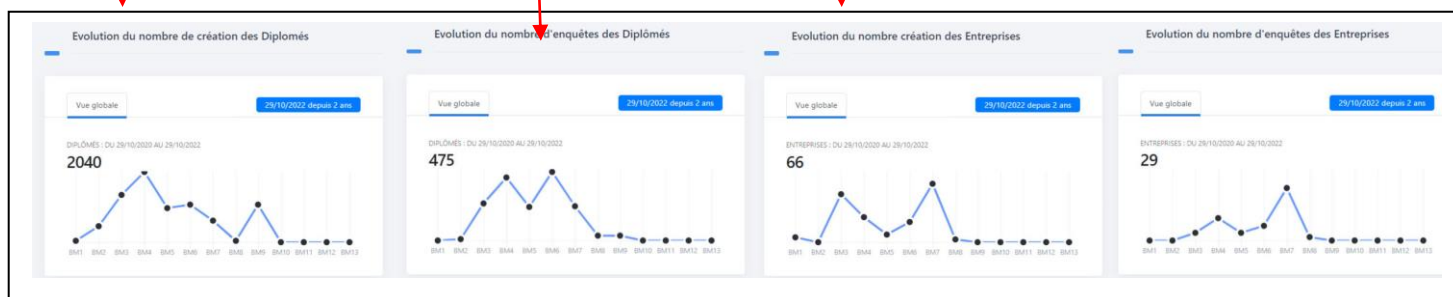 Evolution du nombre de création des Diplomés
Vue globale
29/10/2022 depuis 2 ans
DIPLÔMÉS : DU 29/10/2020 AU 29/10/2022
2040
BM1 BM2 BM3 BM4 BM5 BM6 BM7 BM8 BM9 BM10 BM11 BM12 BM13
Evolution du nombre d'enquêtes des Diplômés
Vue globale
29/10/2022 depuis 2 ans
DIPLÔMÉS : DU 29/10/2020 AU 29/10/2022
475
BM1 BM2 BM3 BM4 BM5 BM6 BM7 BM8 BM9 BM10 BM11 BM12 BM13
Evolution du nombre création des Entreprises
Vue globale
29/10/2022 depuis 2 ans
ENTREPRISES : DU 29/10/2020 AU 29/10/2022
66
BM1 BM2 BM3 BM4 BM5 BM6 BM7 BM8 BM9 BM10 BM11 BM12 BM13
Evolution du nombre d'enquêtes des Entreprises
Vue globale
29/10/2022 depuis 2 ans
ENTREPRISES : DU 29/10/2020 AU 29/10/2022
29
BM1 BM2 BM3 BM4 BM5 BM6 BM7 BM8 BM9 BM10 BM11 BM12 BM13